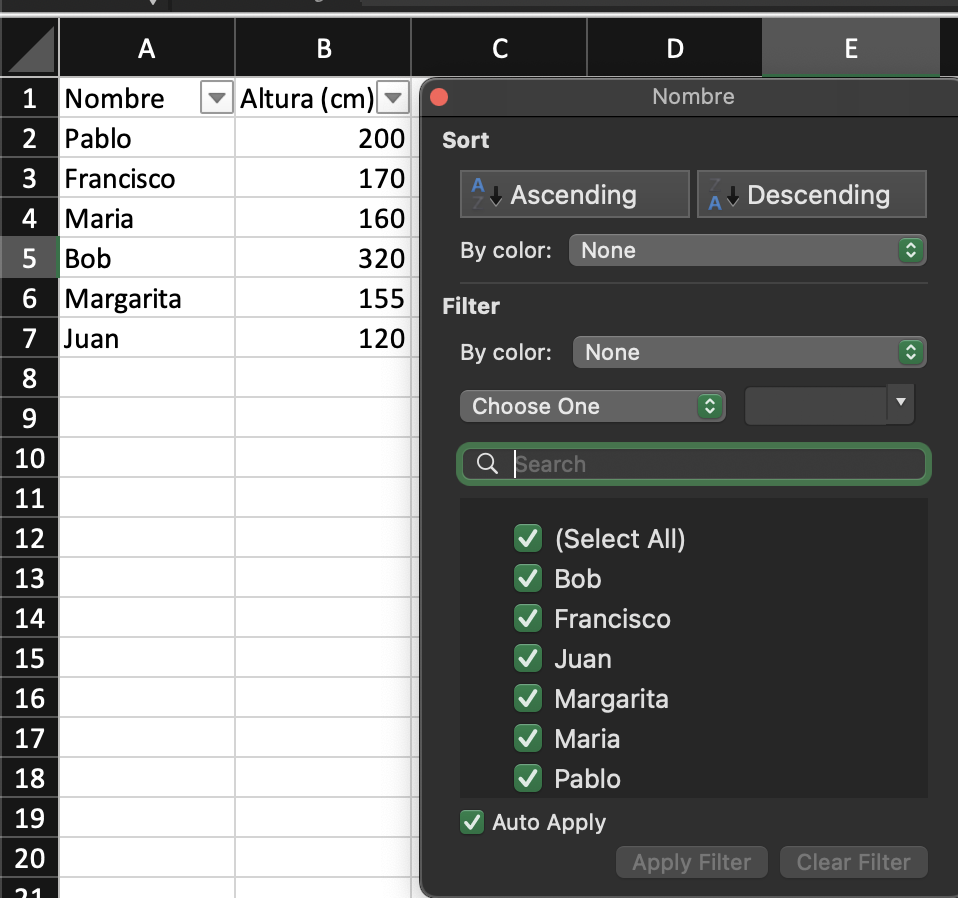 A B C D E
1 Nombre Altura (cm)
2 Pablo 200
3 Francisco 170
4 Maria 160
5 Bob 320
6 Margarita 155
7 Juan 120
8
9
10
11
12
13
14
15
16
17
18
19
20
21
Nombre
Sort
A Z Ascending Z A Descending
By color: None
Filter
By color: None
Choose One
Search
(Select All)
Bob
Francisco
Juan
Margarita
Maria
Pablo
Auto Apply
Apply Filter Clear Filter